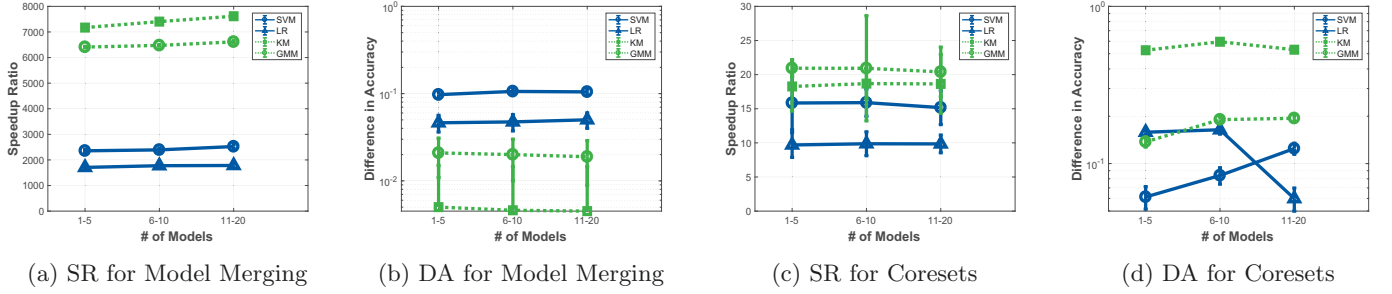 8000
7000
6000
5000
4000
3000
2000
1000
0
Speedup Ratio
1-5 6-10 11-20
# of Models
SVM
LR
KM
GMM
(a) SR for Model Merging
10^0
10^-1
10^-2
Difference in Accuracy
1-5 6-10 11-20
# of Models
SVM
LR
KM
GMM
(b) DA for Model Merging
30
25
20
15
10
5
0
Speedup Ratio
1-5 6-10 11-20
# of Models
SVM
LR
KM
GMM
(c) SR for Coresets
10^0
10^-1
Difference in Accuracy
1-5 6-10 11-20
# of Models
SVM
LR
KM
GMM
(d) DA for Coresets